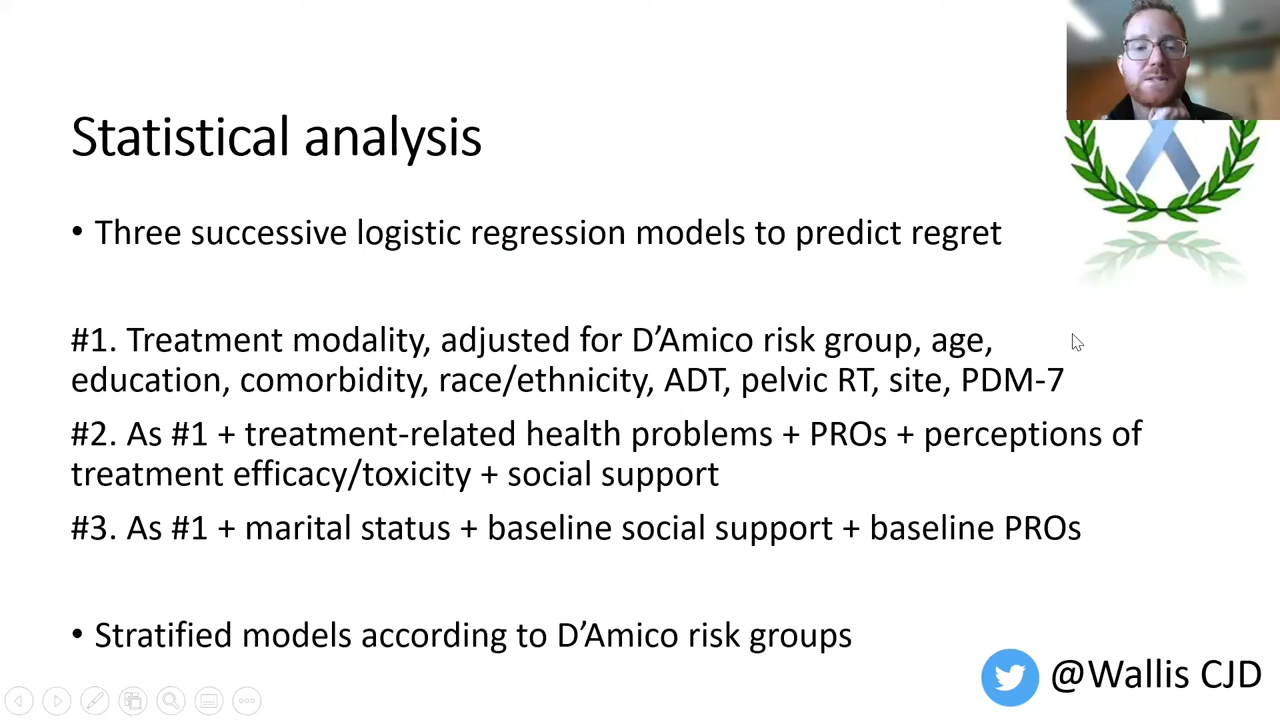 Statistical analysis
• Three successive logistic regression models to predict regret
#1. Treatment modality, adjusted for D’Amico risk group, age,
education, comorbidity, race/ethnicity, ADT, pelvic RT, site, PDM-7
#2. As #1 + treatment-related health problems + PROs + perceptions of
treatment efficacy/toxicity + social support
#3. As #1 + marital status + baseline social support + baseline PROs
• Stratified models according to D’Amico risk groups
@Wallis CJD